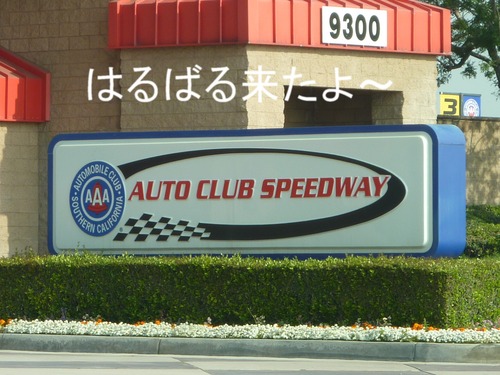 9300
はるばる来たよ～
3
AUTOMOBILE CLUB
AAA
SOUTHERN CALIFORNIA
AUTO CLUB SPEEDWAY